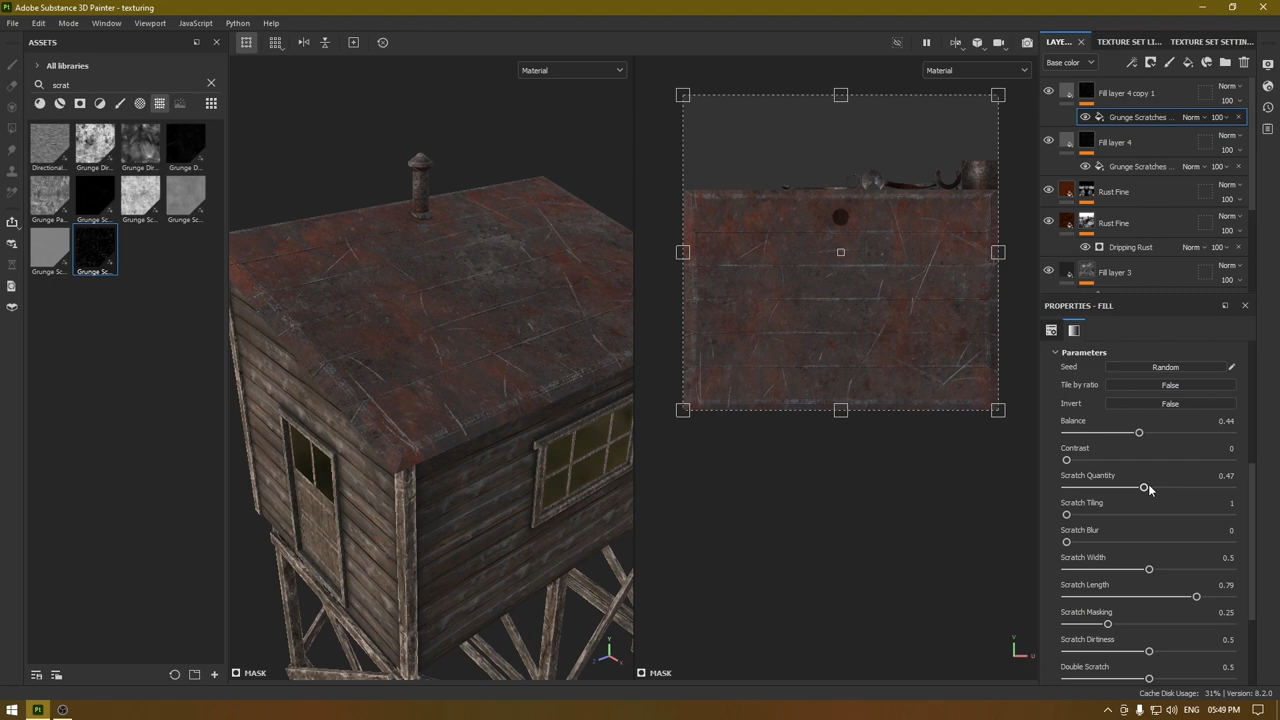 Adobe Substance 3D Painter - texturing
File Edit Mode Window Viewport JavaScript Python Help
ASSETS
All libraries
scrat
Directional...
Grunge Dir...
Grunge Dir...
Grunge D...
Grunge Pa...
Grunge Sc...
Grunge Sc...
Grunge Sc...
Grunge Sc...
Grunge Sc...
Material
MASK
Material
MASK
LAYE...
TEXTURE SET LI...
TEXTURE SET SETTIN...
Base color
Fill layer 4 copy 1
Norm
100
Grunge Scratches ... Norm 100
Fill layer 4
Norm
100
Grunge Scratches ... Norm 100
Rust Fine
Norm
100
Rust Fine
Norm
100
Dripping Rust Norm 100
Fill layer 3
Norm
100
PROPERTIES - FILL
Parameters
Seed Random
Tile by ratio False
Invert False
Balance 0.44
Contrast 0
Scratch Quantity 0.47
Scratch Tiling 1
Scratch Blur 0
Scratch Width 0.5
Scratch Length 0.79
Scratch Masking 0.25
Scratch Dirtiness 0.5
Double Scratch 0.5
Cache Disk Usage: 31% | Version: 8.2.0
ENG 05:49 PM